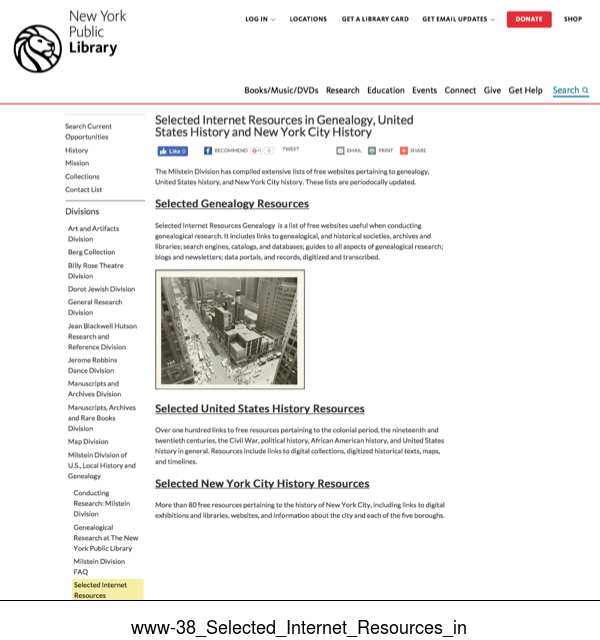 New York
Public
Library
LOG IN
LOCATIONS
GET A LIBRARY CARD
GET EMAIL UPDATES
DONATE
SHOP
Books/Music/DVDs
Research
Education
Events
Connect
Give
Get Help
Search
Search Current
Opportunities
History
Mission
Collections
Contact List
Divisions
Art and Artifacts
Division
Berg Collection
Billy Rose Theatre
Division
Dorot Jewish Division
General Research
Division
Jean Blackwell Hutson
Research and
Reference Division
Jerome Robbins
Dance Division
Manuscripts and
Archives Division
Manuscripts, Archives
and Rare Books
Division
Map Division
Milstein Division of
U.S., Local History and
Genealogy
Conducting
Research: Milstein
Division
Genealogical
Research at The New
York Public Library
Milstein Division
FAQ
Selected Internet
Resources
Selected Internet Resources in Genealogy, United
States History and New York City History
Like 0
RECOMMEND
G+1
TWEET
EMAIL
PRINT
SHARE
The Milstein Division has compiled extensive lists of free websites pertaining to genealogy,
United States history, and New York City history. These lists are periodocally updated.
Selected Genealogy Resources
Selected Internet Resources Genealogy is a list of free websites useful when conducting
genealogical research. It includes links to genealogical, and historical societies, archives and
libraries; search engines, catalogs, and databases; guides to all aspects of genealogical research;
blogs and newsletters; data portals, and records, digitized and transcribed.
Selected United States History Resources
Over one hundred links to free resources pertaining to the colonial period, the nineteenth and
twentieth centuries, the Civil War, political history, African American history, and United States
history in general. Resources include links to digital collections, digitized historical texts, maps,
and timelines.
Selected New York City History Resources
More than 80 free resources pertaining to the history of New York City, including links to digital
exhibitions and libraries, websites, and information about the city and each of the five boroughs.
www-38_Selected_Internet_Resources_in